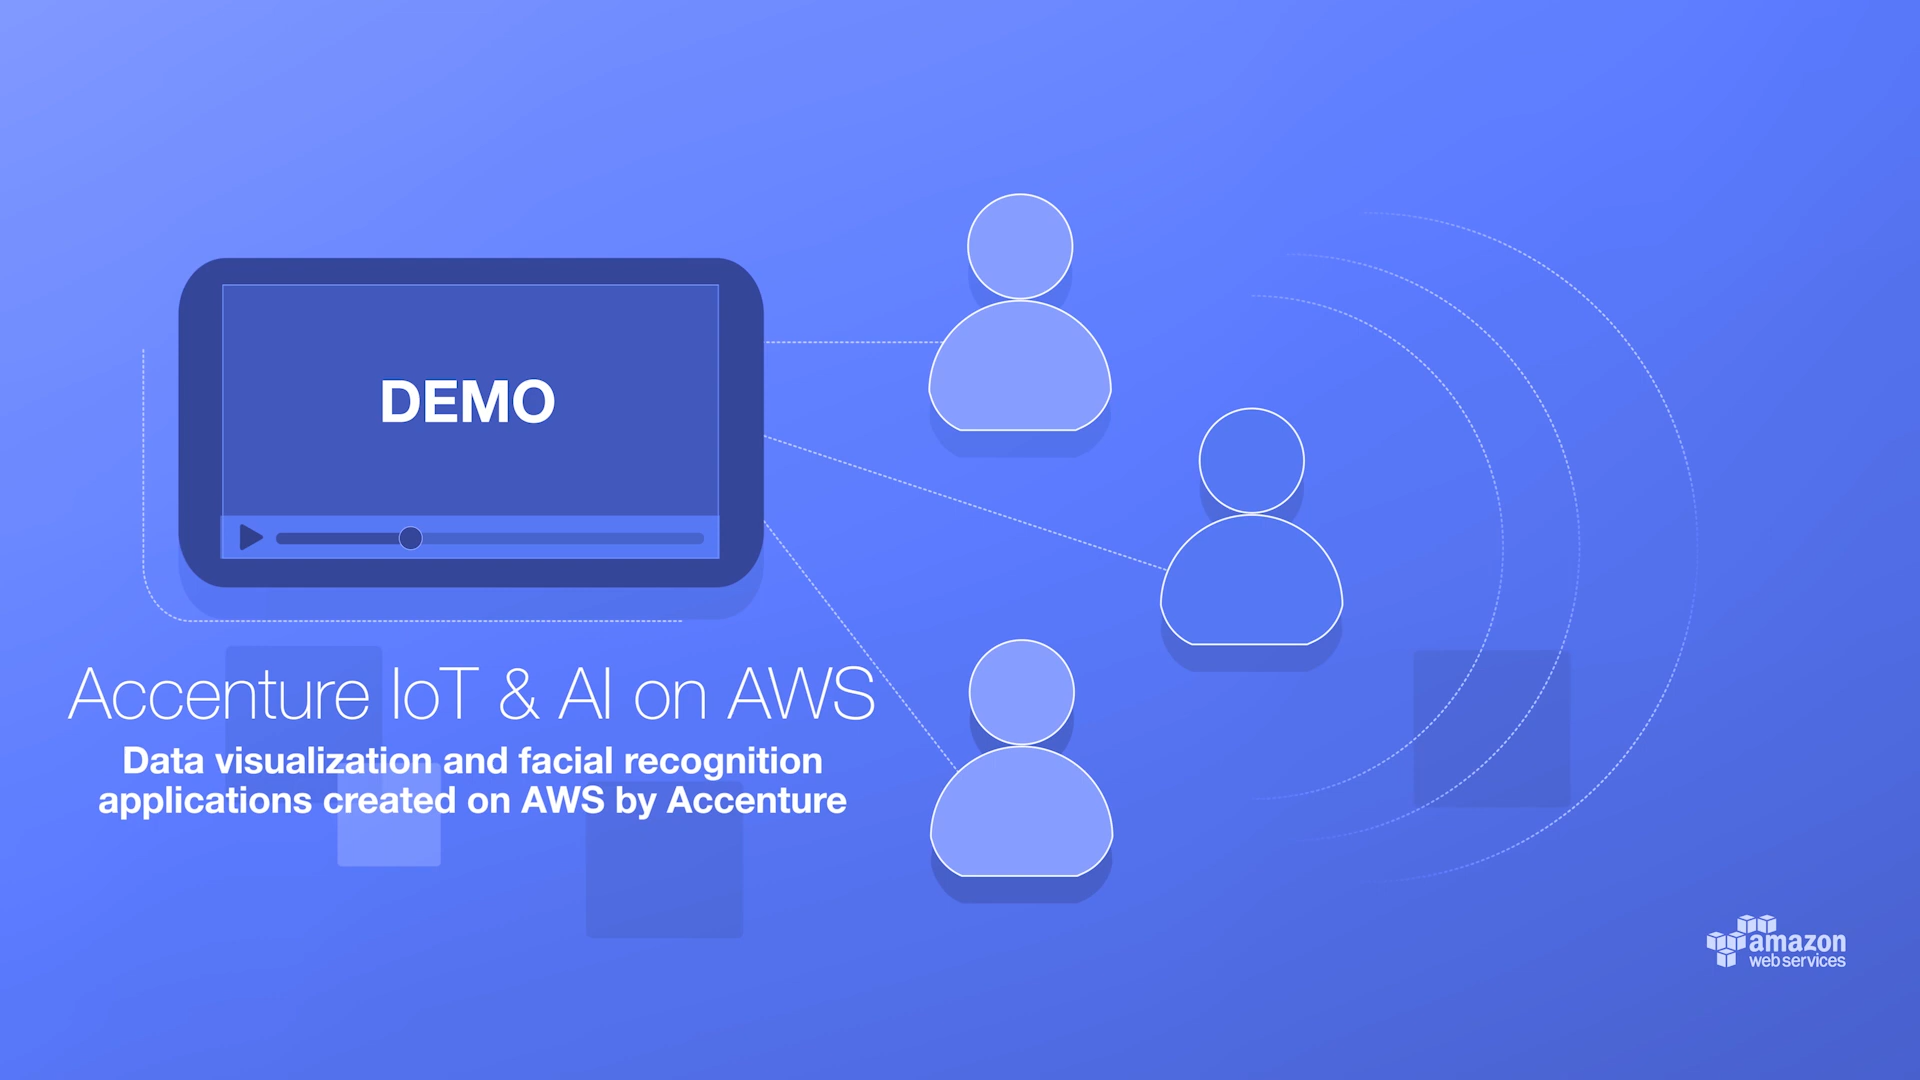 DEMO
Accenture IoT & AI on AWS
Data visualization and facial recognition
applications created on AWS by Accenture
amazon
web services